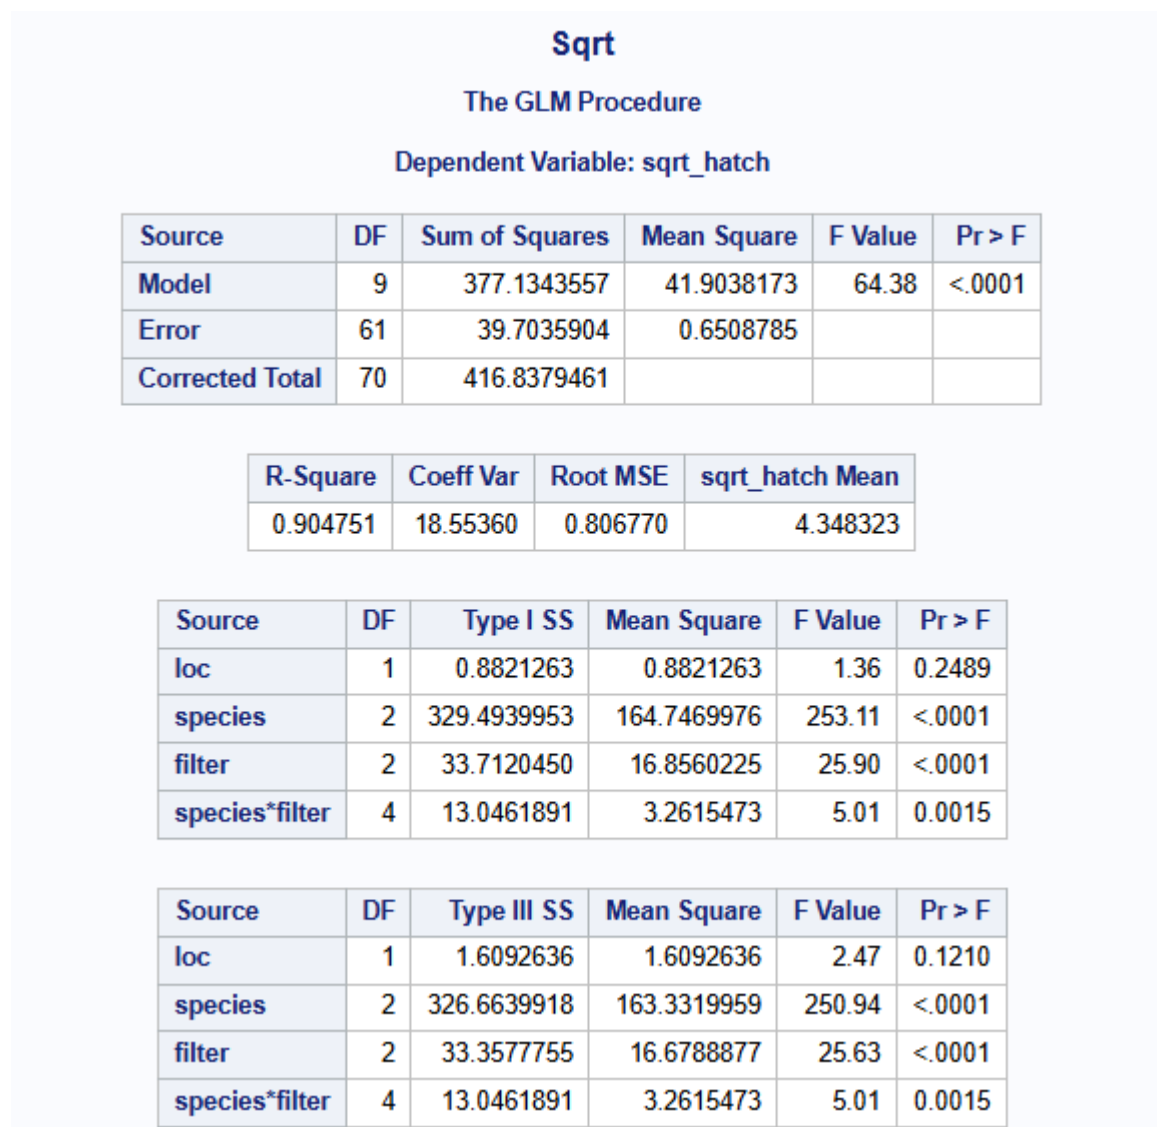 Sqrt
The GLM Procedure
Dependent Variable: sqrt_hatch
Source DF Sum of Squares Mean Square F Value Pr > F
Model 9 377.1343557 41.9038173 64.38 <.0001
Error 61 39.7035904 0.6508785
Corrected Total 70 416.8379461
R-Square Coeff Var Root MSE sqrt_hatch Mean
0.904751 18.55360 0.806770 4.348323
Source DF Type I SS Mean Square F Value Pr > F
loc 1 0.8821263 0.8821263 1.36 0.2489
species 2 329.4939953 164.7469976 253.11 <.0001
filter 2 33.7120450 16.8560225 25.90 <.0001
species*filter 4 13.0461891 3.2615473 5.01 0.0015
Source DF Type III SS Mean Square F Value Pr > F
loc 1 1.6092636 1.6092636 2.47 0.1210
species 2 326.6639918 163.3319959 250.94 <.0001
filter 2 33.3577755 16.6788877 25.63 <.0001
species*filter 4 13.0461891 3.2615473 5.01 0.0015